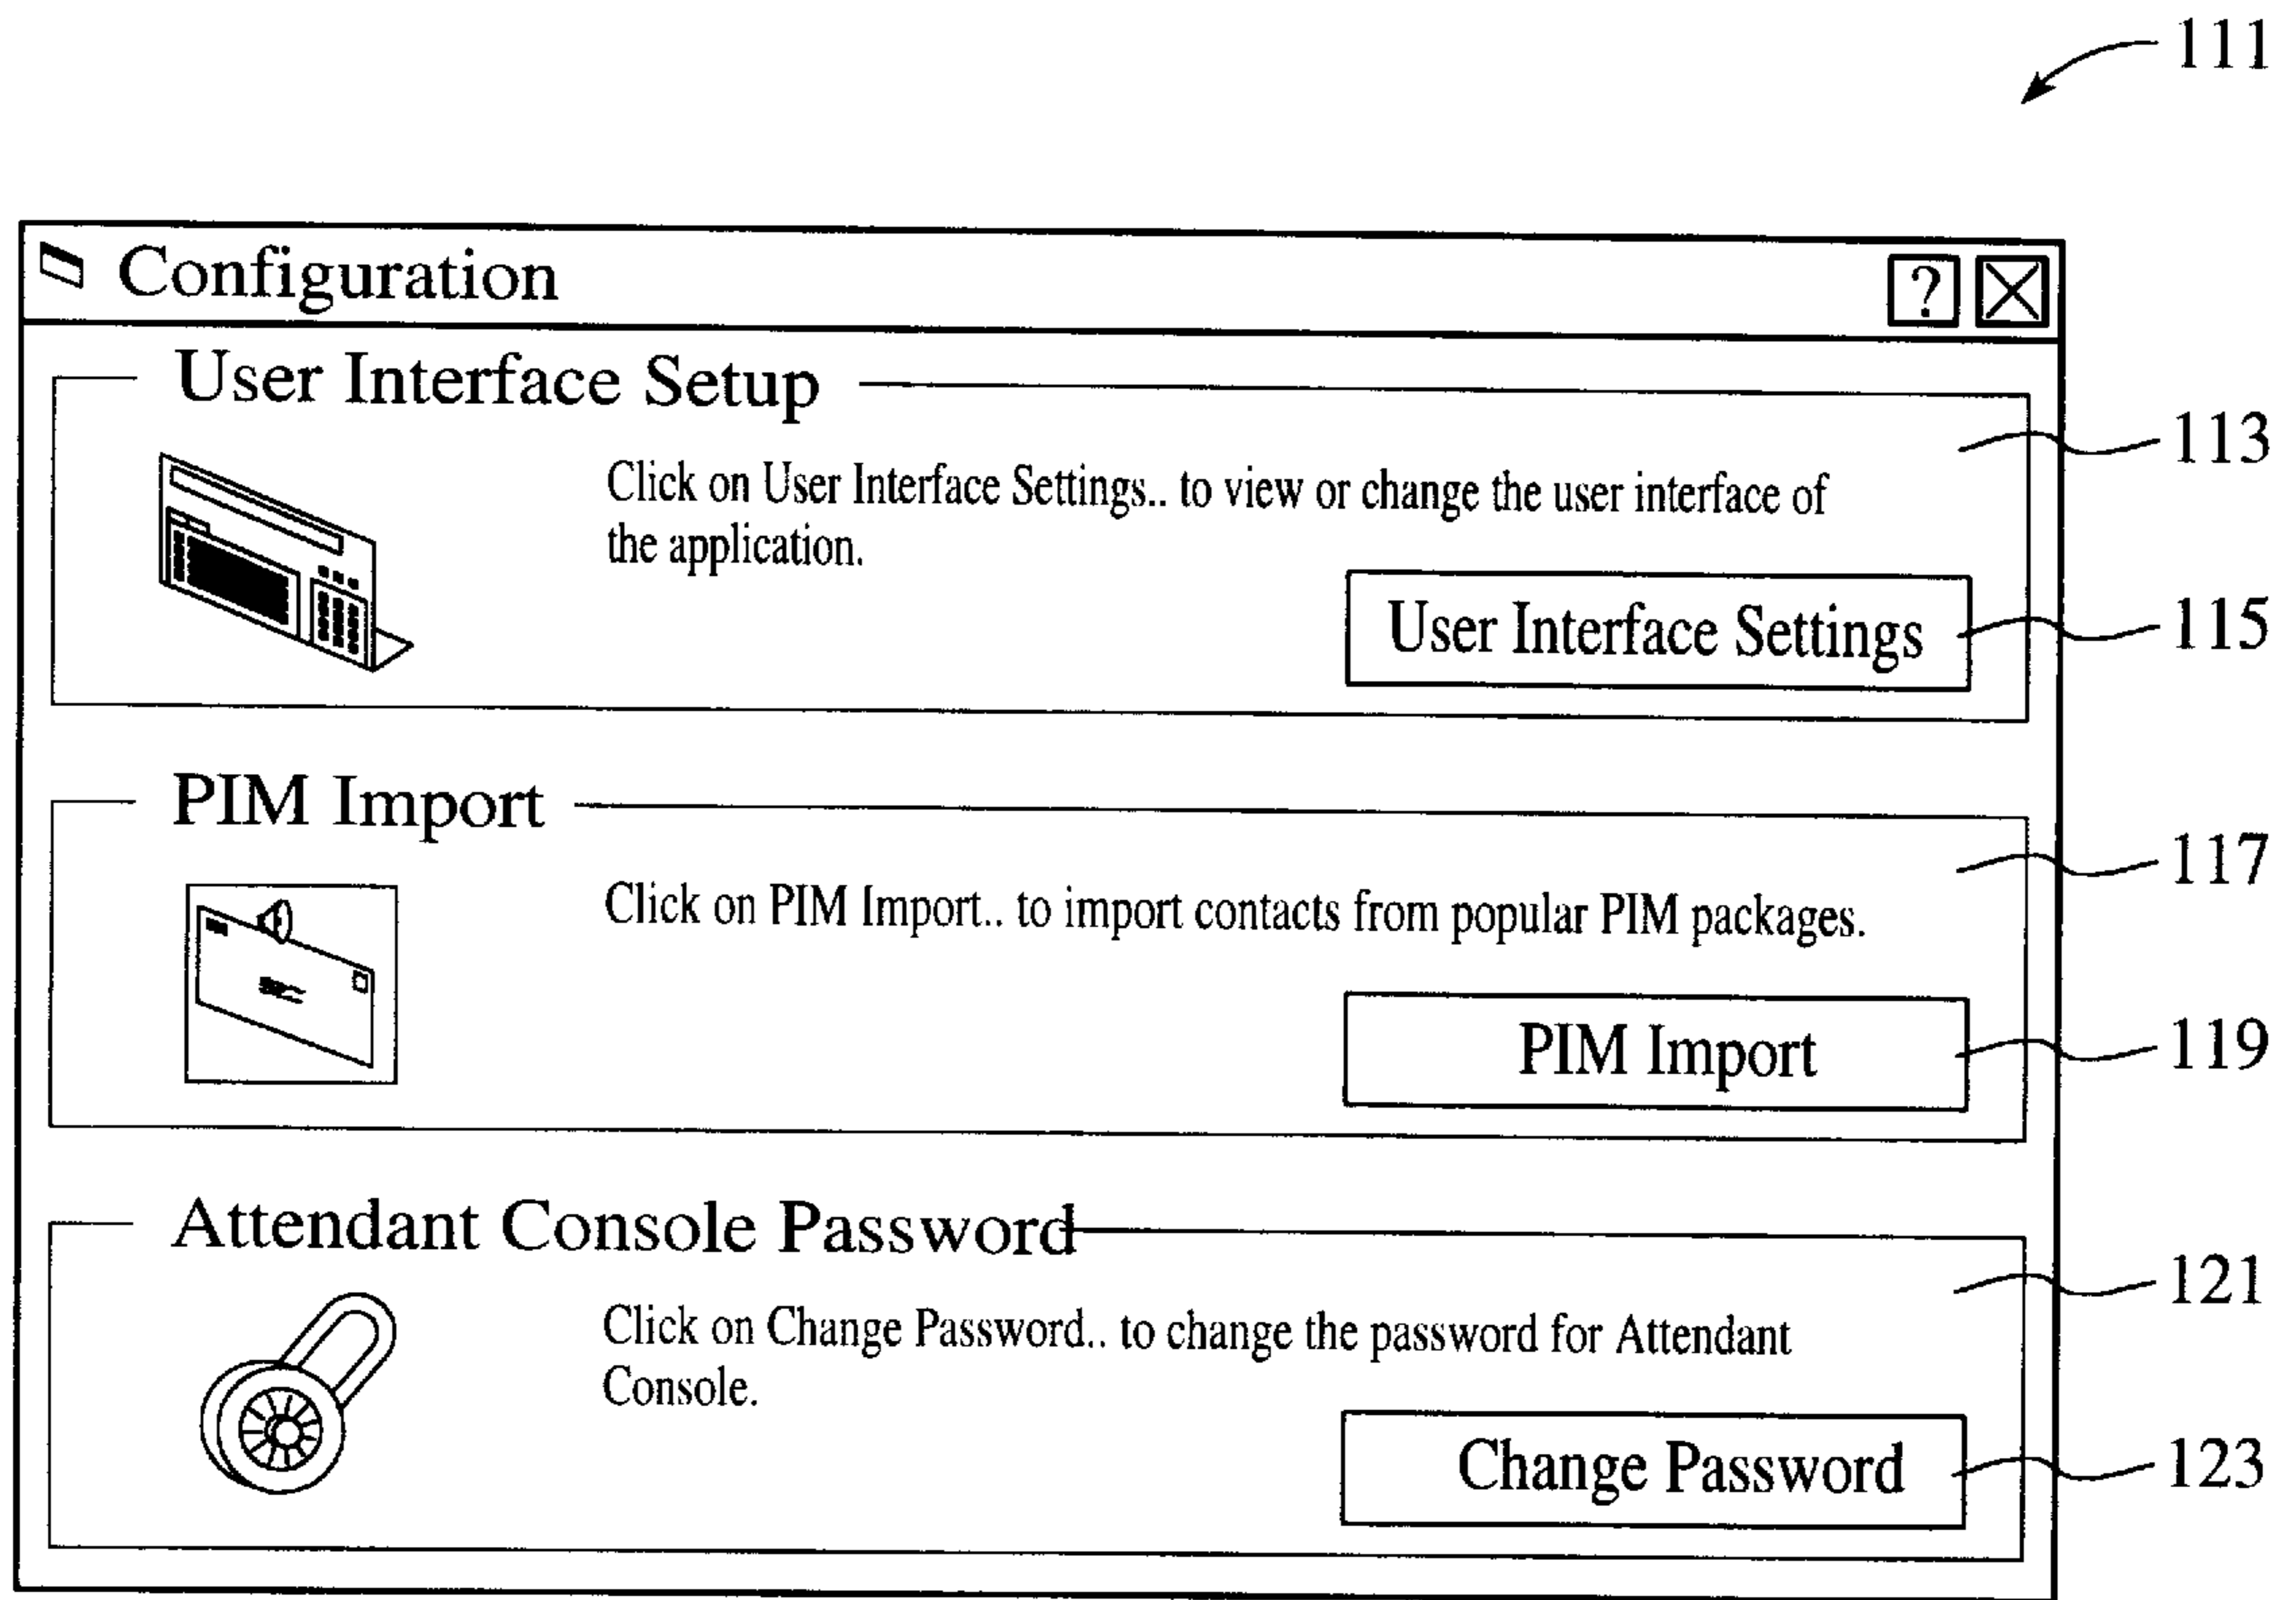 111
Configuration
?
User Interface Setup
113
Click on User Interface Settings.. to view or change the user interface of
the application.
User Interface Settings
115
PIM Import
117
Click on PIM Import.. to import contacts from popular PIM packages.
PIM Import
119
Attendant Console Password
121
Click on Change Password.. to change the password for Attendant
Console.
Change Password
123